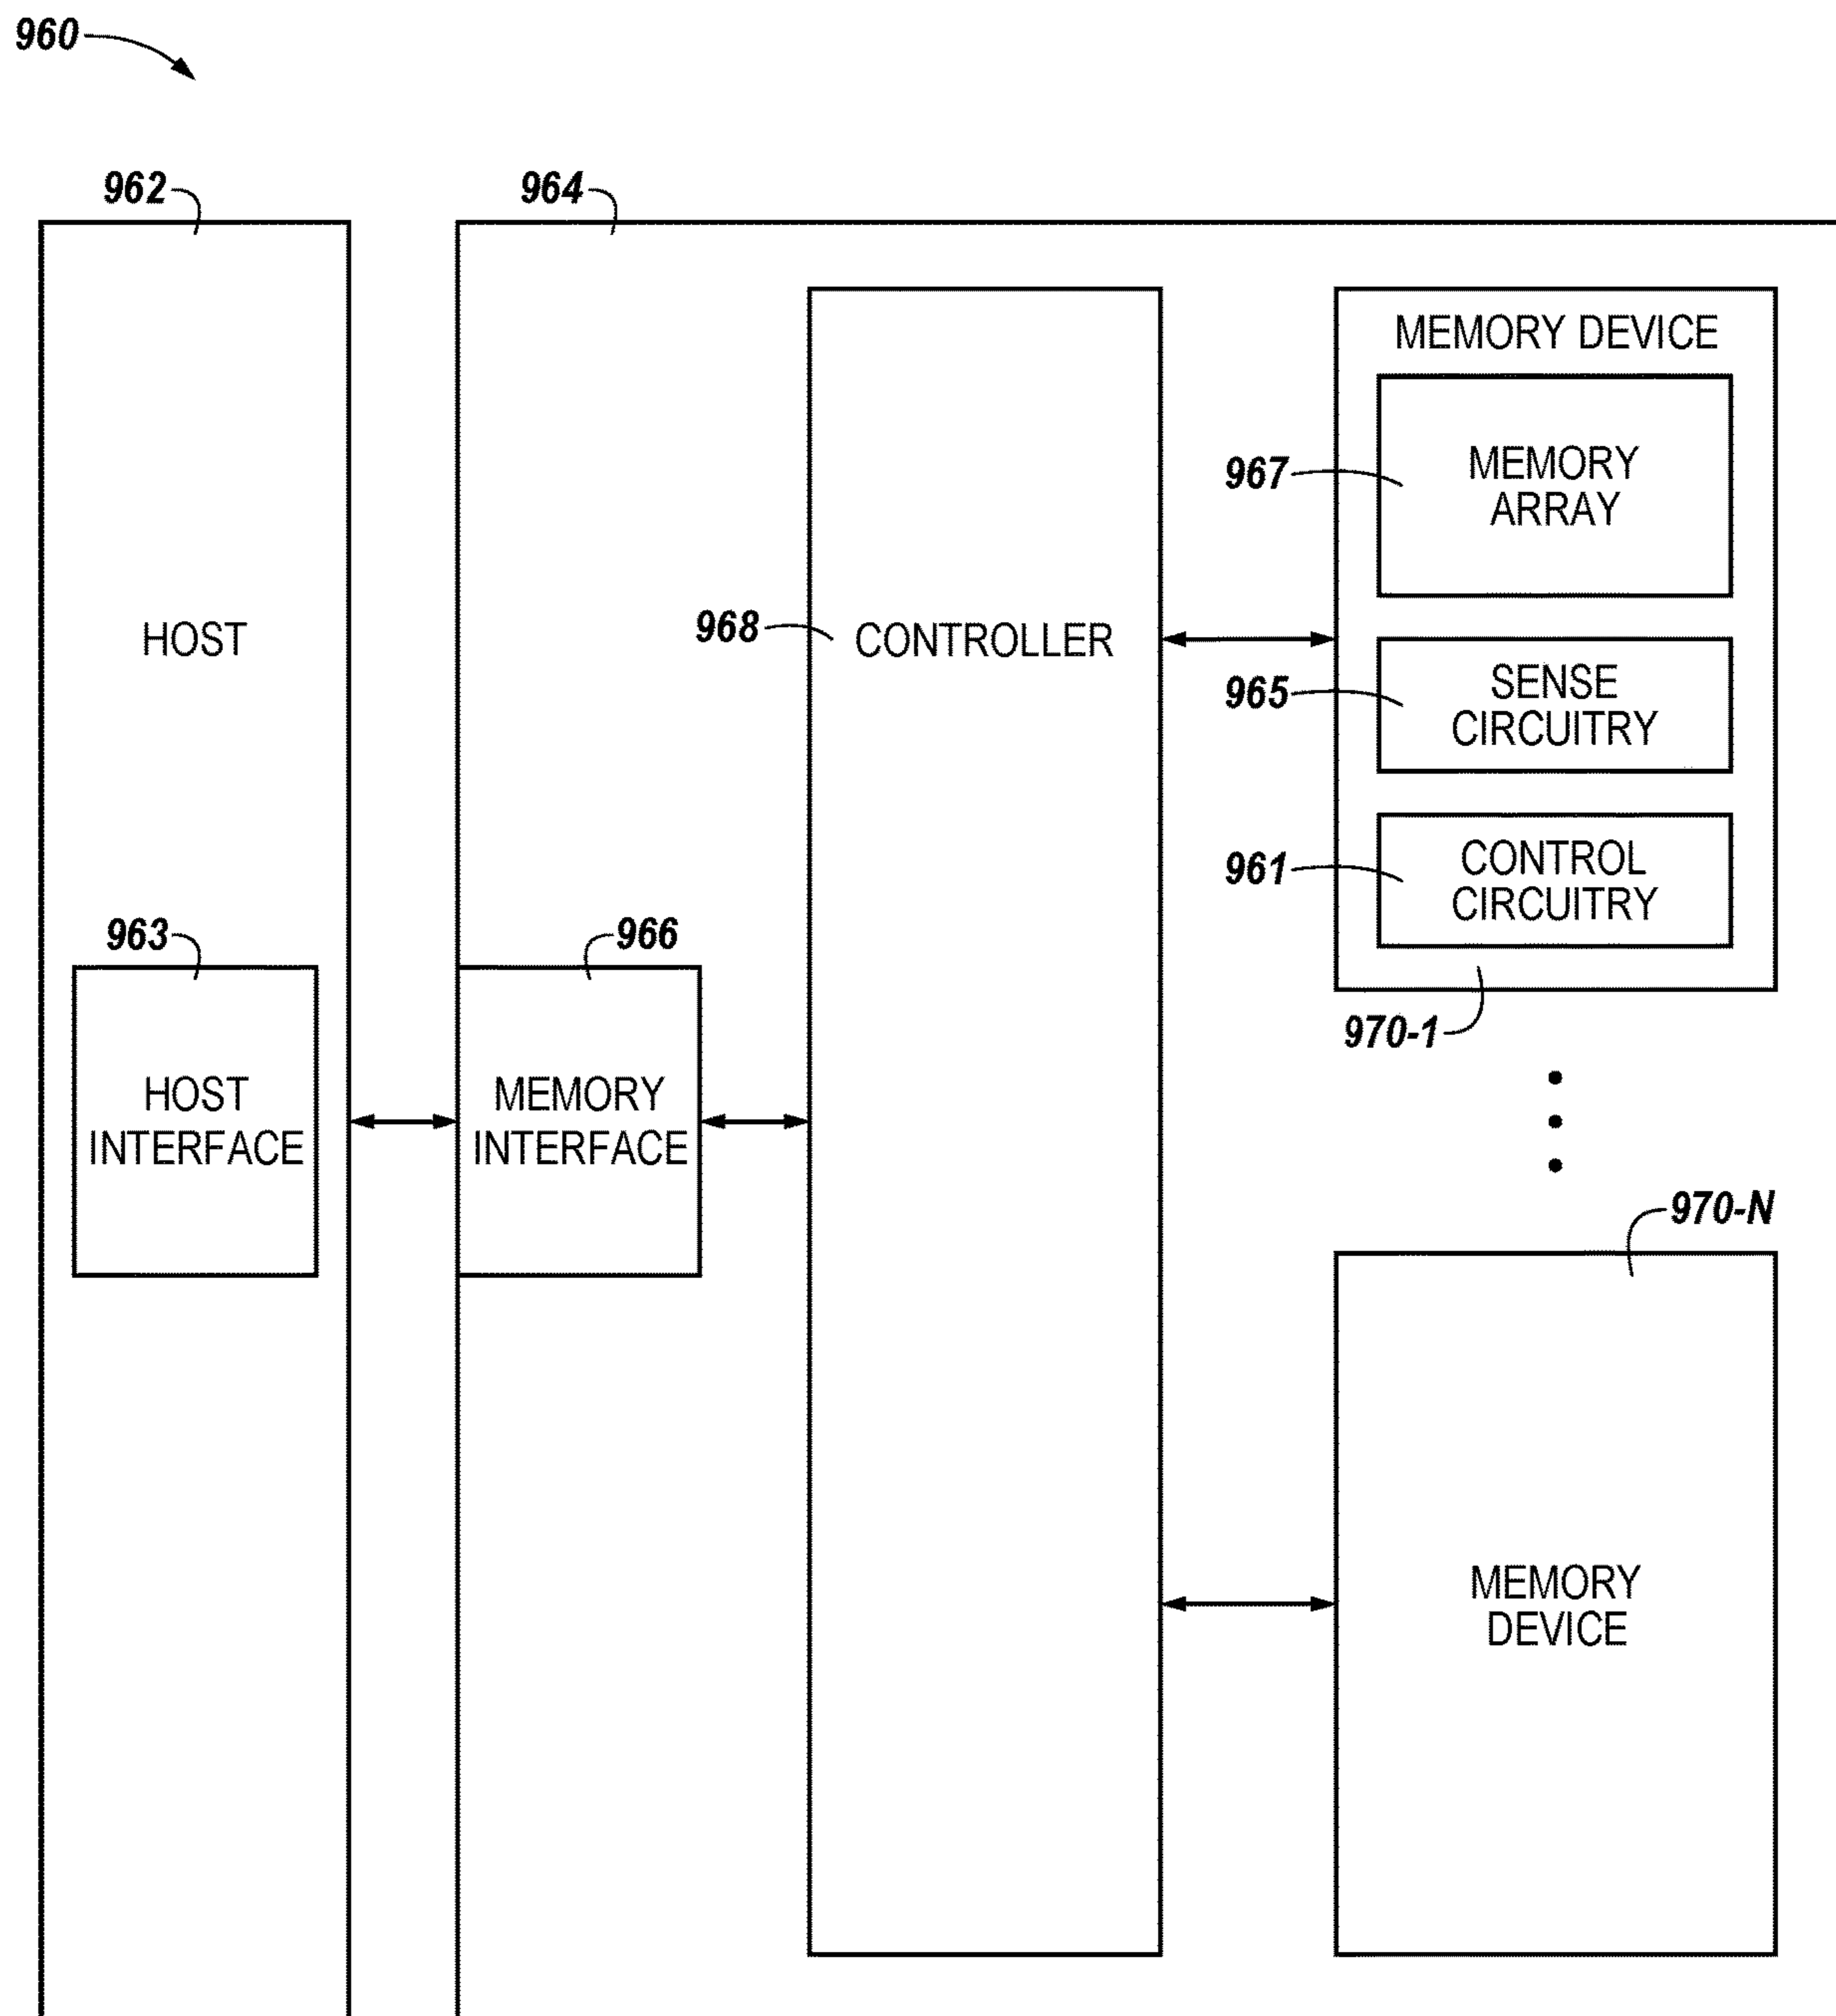 960
962
964
MEMORY DEVICE
967
MEMORY
ARRAY
HOST
968
CONTROLLER
965
SENSE
CIRCUITRY
961
CONTROL
CIRCUITRY
963
966
970-1
HOST
INTERFACE
MEMORY
INTERFACE
970-N
MEMORY
DEVICE